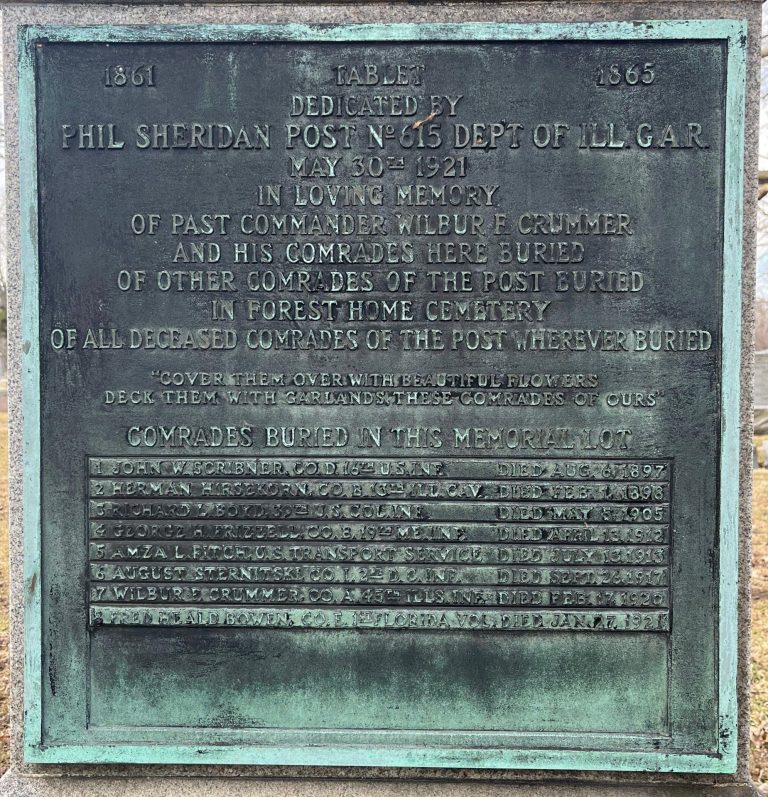 1861 TABLET 1865
DEDICATED BY
PHIL SHERIDAN POST Nº 615 DEP'T OF ILL. G.A.R.
MAY 30TH 1921
IN LOVING MEMORY
OF PAST COMMANDER WILBUR F. CRUMMER
AND HIS COMRADES HERE BURIED
OF OTHER COMRADES OF THE POST BURIED
IN FOREST HOME CEMETERY
OF ALL DECEASED COMRADES OF THE POST WHEREVER BURIED
"COVER THEM OVER WITH BEAUTIFUL FLOWERS
DECK THEM WITH GARLANDS, THESE COMRADES OF OURS"
COMRADES BURIED IN THIS MEMORIAL LOT
1 JOHN W. SCRIBNER, CO. D. 16TH U.S. INF. DIED AUG. 6, 1897
2 HERMAN HIRSEKORN, CO. B. 13TH ILL. CAV. DIED FEB. 1, 1898
3 RICHARD L. BOYD, 39TH U.S. COL. INF. DIED MAY 1905
4 GEORGE H. FRIZZELL, CO. B. 19TH ME. INF. DIED APRIL 13, 1912
5 AMZA L. FITCH, U.S. TRANSPORT SERVICE DIED JULY 13, 1913
6 AUGUST STERNITSKI, CO. I. 2ND D.C. INF. DIED SEPT. 26, 1917
7 WILBUR F. CRUMMER, CO. A. 45TH ILLS. INF. DIED FEB. 17, 1920
8 FRED HEALD BOWEN, CO. E. 1ST FLORIDA VOL. DIED JAN. 27, 1921